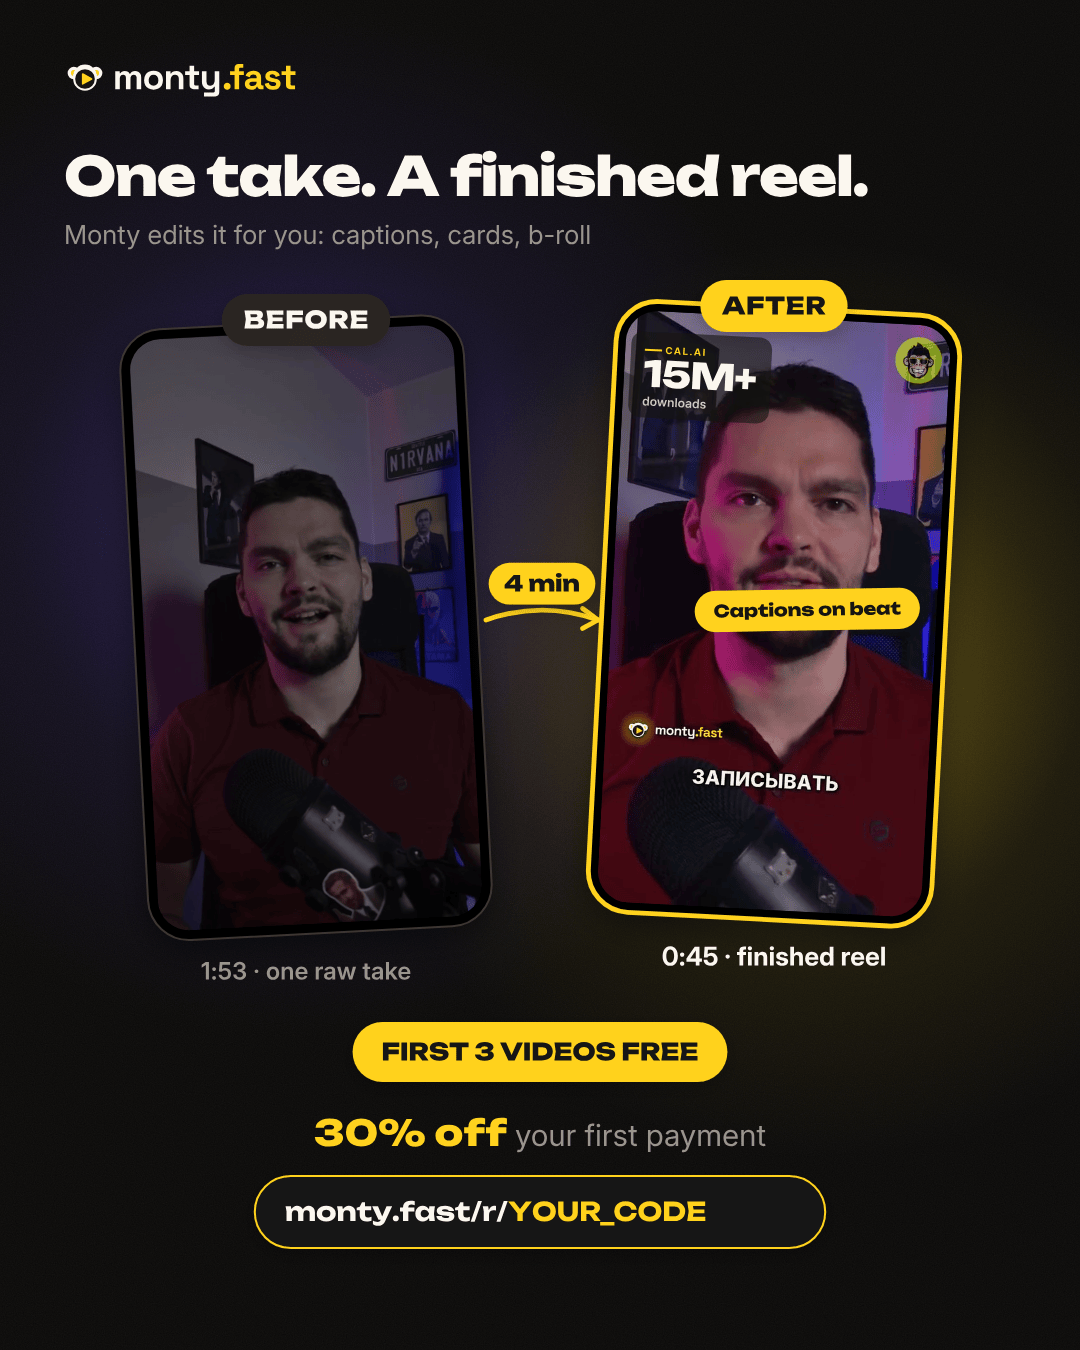 monty.fast
One take. A finished reel.
Monty edits it for you: captions, cards, b-roll
BEFORE
N1RVANA
4 min
AFTER
CAL.AI
15M+
downloads
Captions on beat
monty.fast
ЗАПИСЫВАТЬ
1:53 · one raw take
0:45 · finished reel
FIRST 3 VIDEOS FREE
30% off your first payment
monty.fast/r/YOUR_CODE